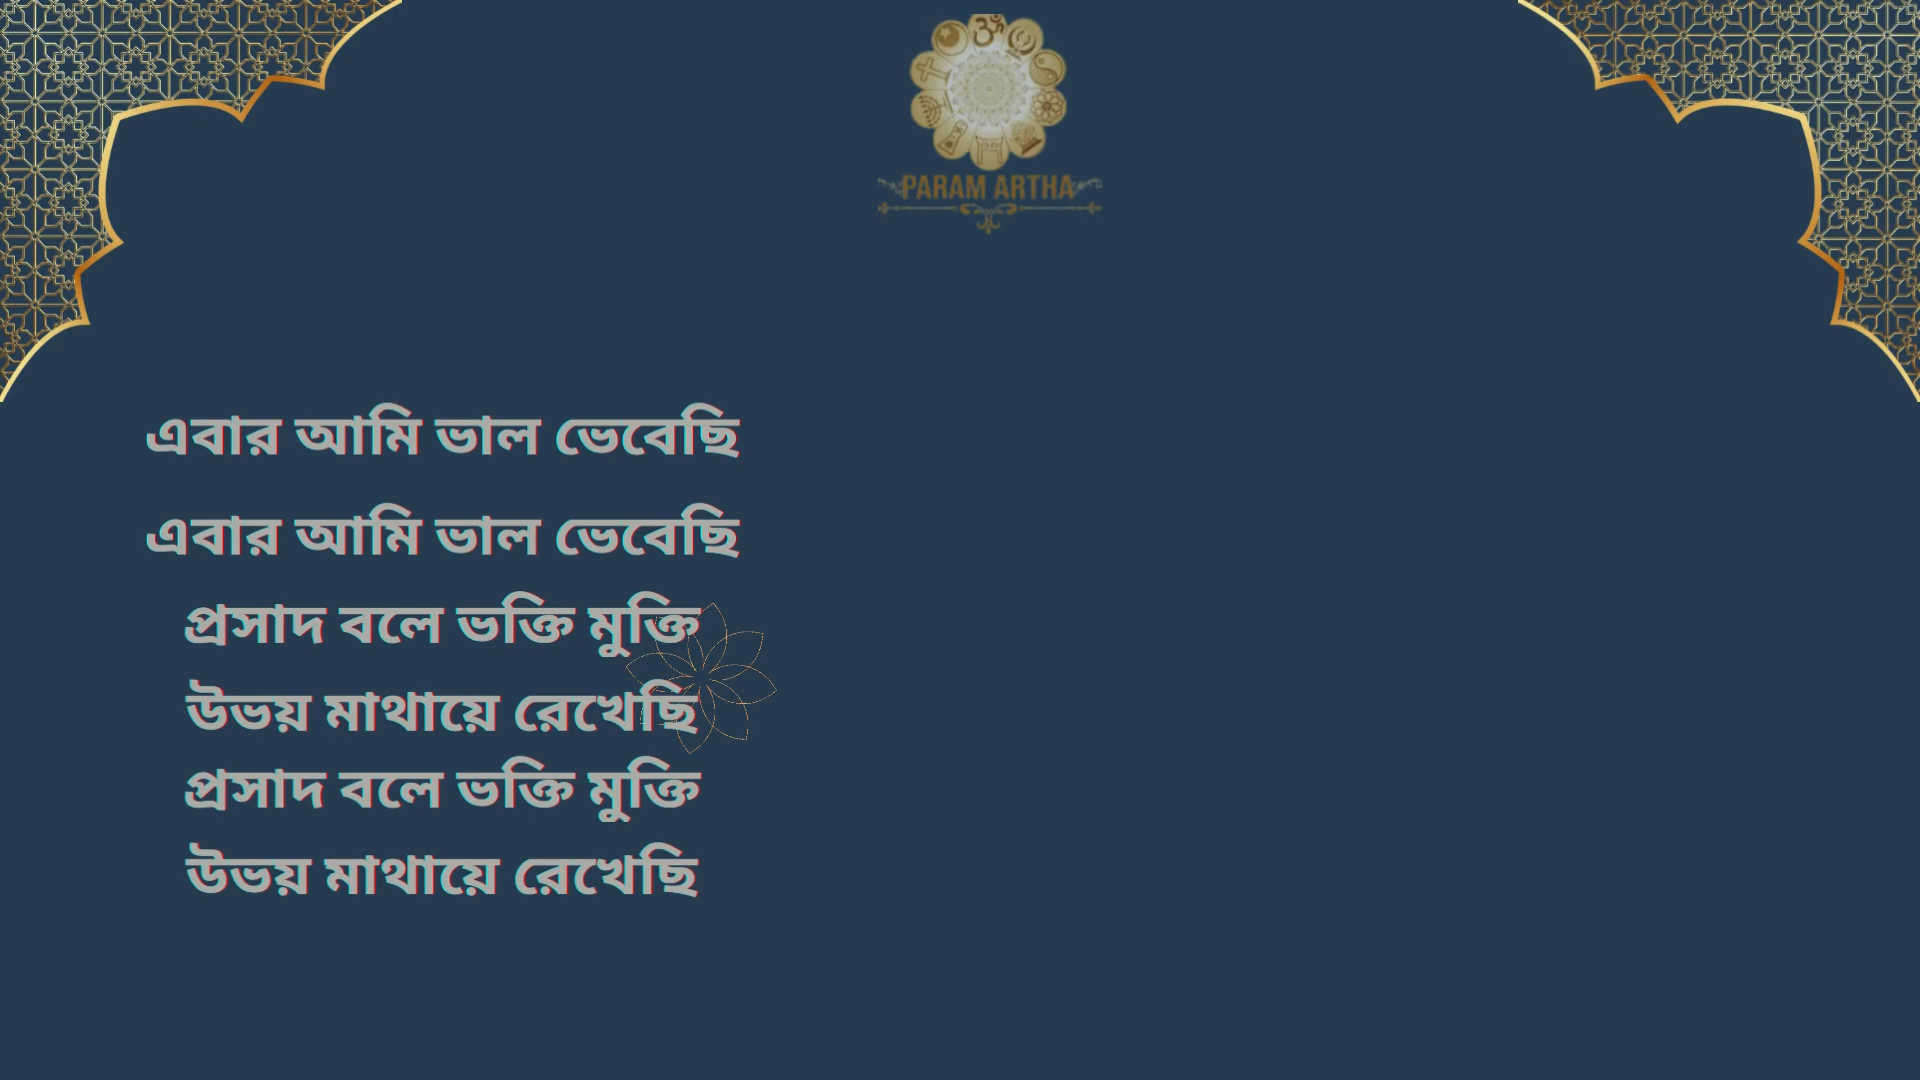 PARAM ARTHA
এবার আমি ভাল ভেবেছি
এবার আমি ভাল ভেবেছি
প্রসাদ বলে ভক্তি মুক্তি
উভয় মাথায়ে রেখেছি
প্রসাদ বলে ভক্তি মুক্তি
উভয় মাথায়ে রেখেছি